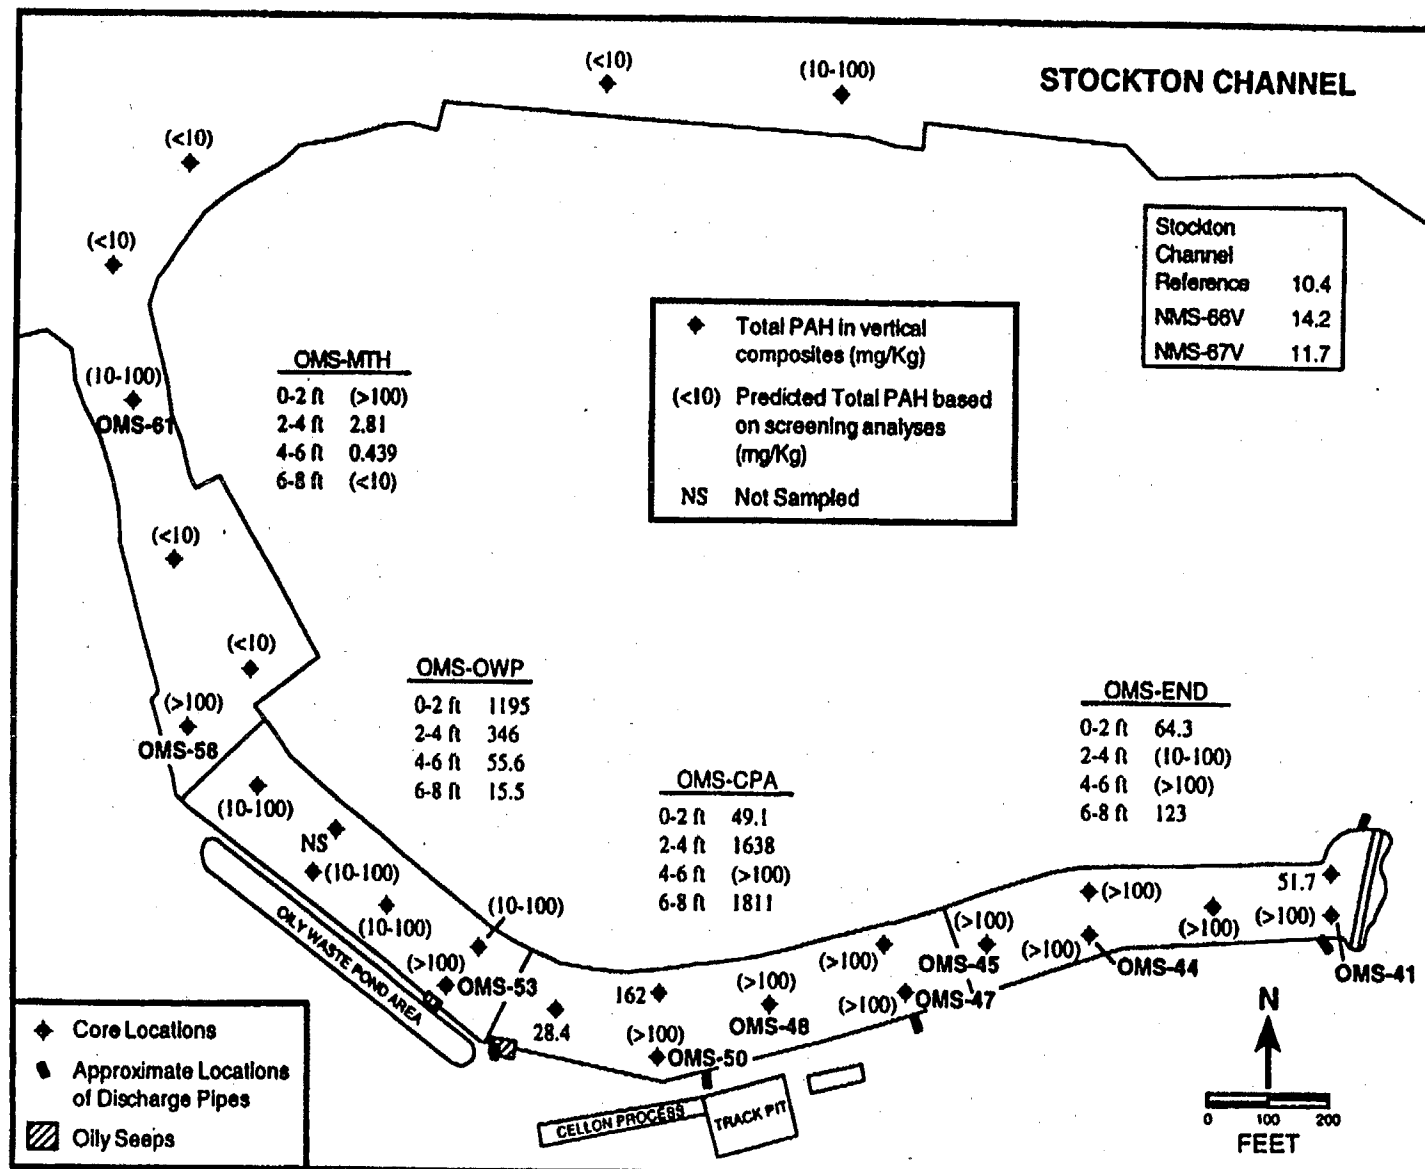 STOCKTON CHANNEL
(<10)
(10-100)
(<10)
(<10)
Stockton
Channel
Reference 10.4
NMS-66V 14.2
NMS-67V 11.7
Total PAH in vertical
composites (mg/Kg)
(<10) Predicted Total PAH based
on screening analyses
(mg/Kg)
NS Not Sampled
OMS-MTH
0-2 ft (>100)
2-4 ft 2.81
4-6 ft 0.439
6-8 ft (<10)
(10-100)
OMS-61
(<10)
(<10)
(>100)
OMS-58
OMS-OWP
0-2 ft 1195
2-4 ft 346
4-6 ft 55.6
6-8 ft 15.5
OMS-CPA
0-2 ft 49.1
2-4 ft 1638
4-6 ft (>100)
6-8 ft 1811
OMS-END
0-2 ft 64.3
2-4 ft (10-100)
4-6 ft (>100)
6-8 ft 123
(10-100)
NS
(10-100)
(10-100)
(10-100)
(>100)
OMS-53
OILY WASTE POND AREA
28.4
162
(>100)
OMS-50
(>100)
OMS-48
(>100)
(>100)
OMS-47
(>100)
OMS-45
(>100)
(>100)
OMS-44
(>100)
51.7
(>100)
OMS-41
CELLON PROCESS
TRACK PIT
Core Locations
Approximate Locations
of Discharge Pipes
Oily Seeps
N
0 100 200
FEET